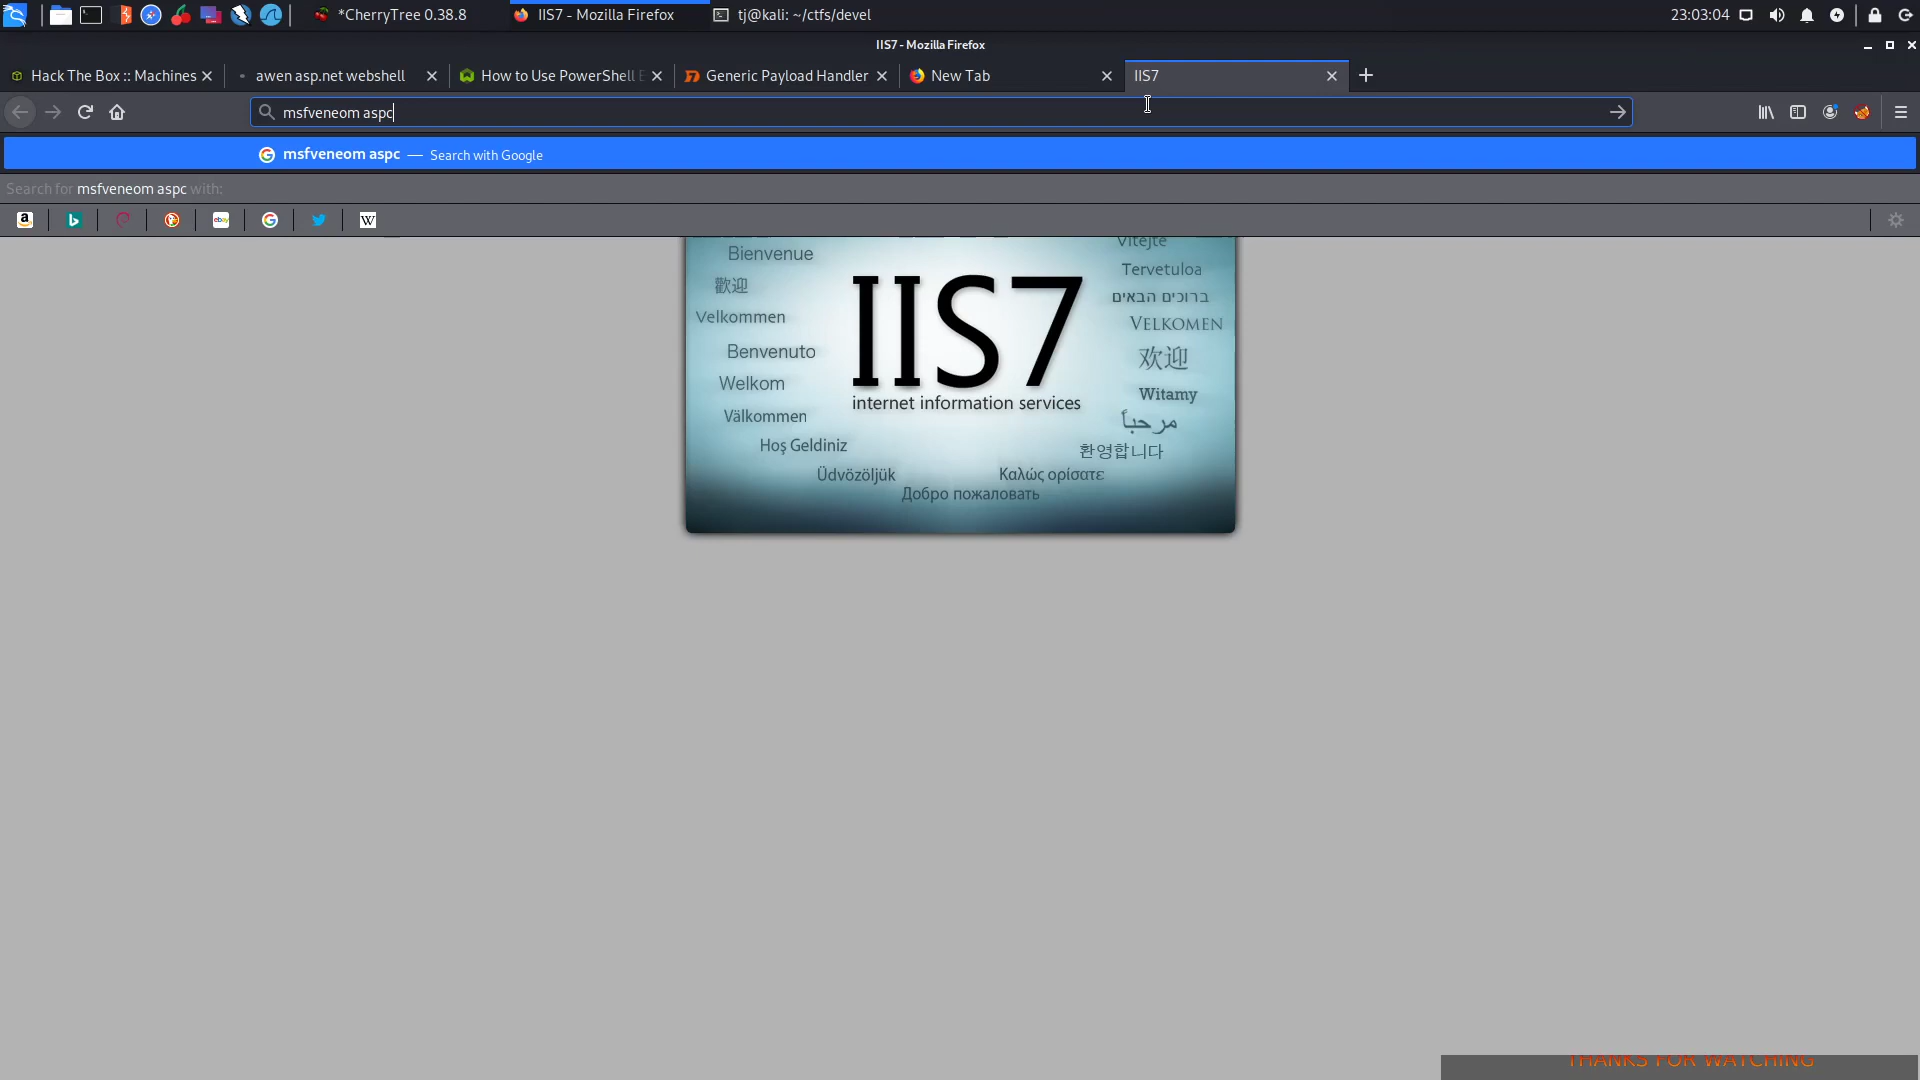 *CherryTree 0.38.8
IIS7 - Mozilla Firefox
tj@kali: ~/ctfs/devel
23:03:04
IIS7 - Mozilla Firefox
Hack The Box :: Machines
awen asp.net webshell
How to Use PowerShell E
Generic Payload Handler
New Tab
IIS7
msfveneom aspc
msfveneom aspc — Search with Google
Search for msfveneom aspc with:
Bienvenue
Vítejte
Tervetuloa
歡迎
ברוכים הבאים
Velkommen
VELKOMEN
IIS7
Benvenuto
欢迎
Welkom
Witamy
internet information services
Välkommen
مرحباً
Hoş Geldiniz
환영합니다
Üdvözöljük
Καλώς ορίσατε
Добро пожаловать
THANKS FOR WATCHING